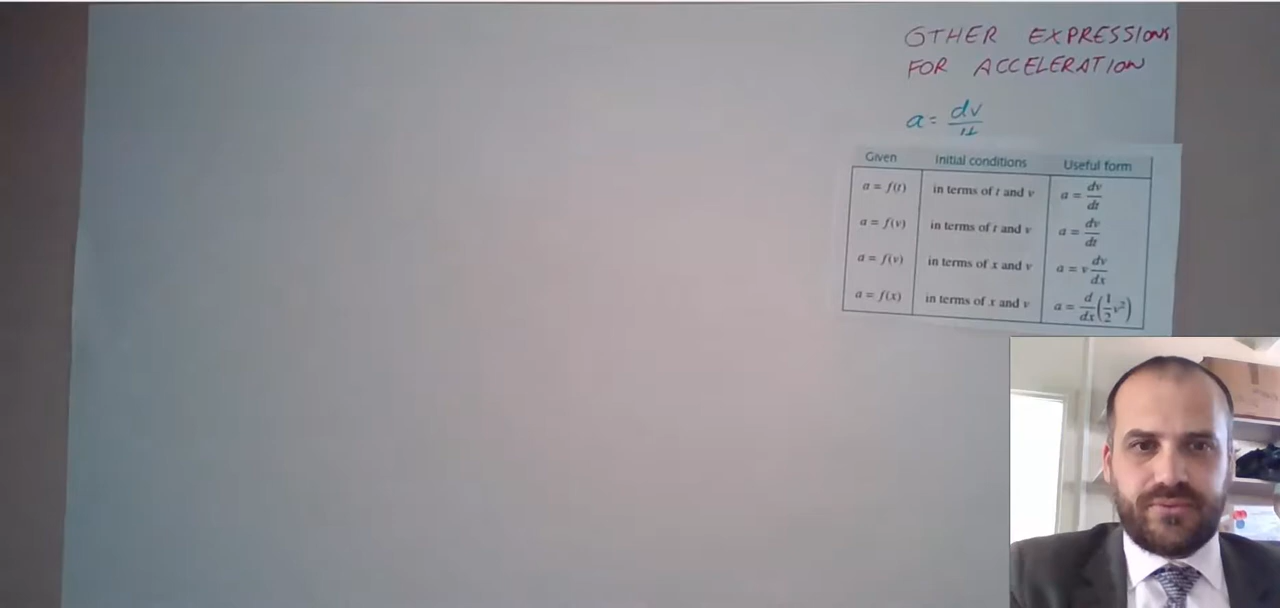 OTHER EXPRESSIONS
FOR ACCELERATION
a = dv/dt
Given Initial conditions Useful form
a = f(t) in terms of t and v a = dv/dt
a = f(v) in terms of t and v a = dv/dt
a = f(v) in terms of x and v a = v dv/dx
a = f(x) in terms of x and v a = d/dx (1/2 v²)